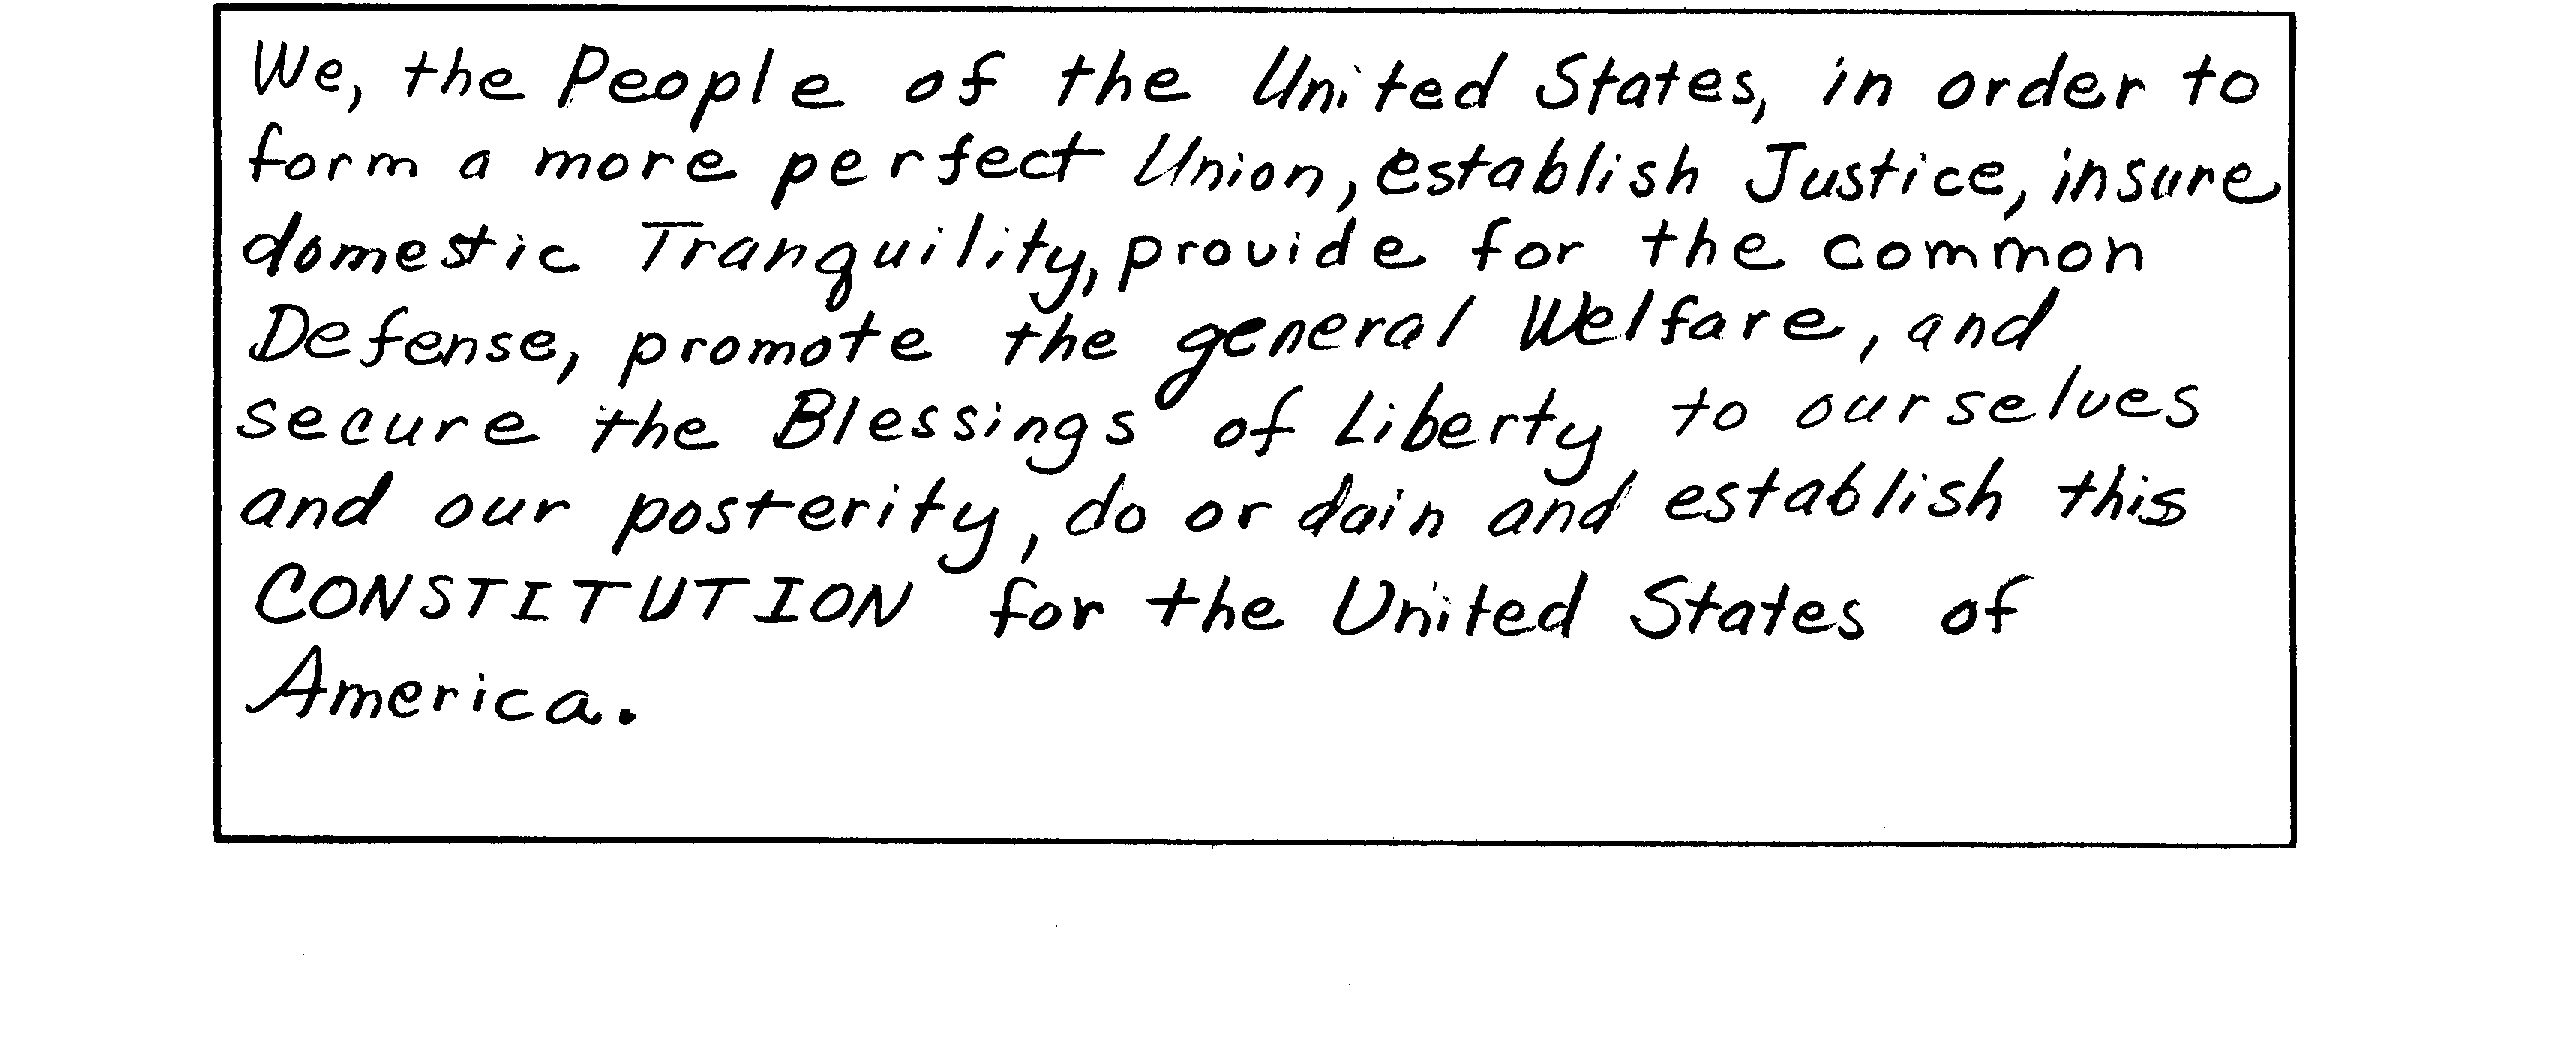 We, the People of the United States, in order to
form a more perfect Union, establish Justice, insure
domestic Tranquility, provide for the common
Defense, promote the general Welfare, and
secure the Blessings of Liberty to ourselves
and our posterity, do ordain and establish this
CONSTITUTION for the United States of
America.